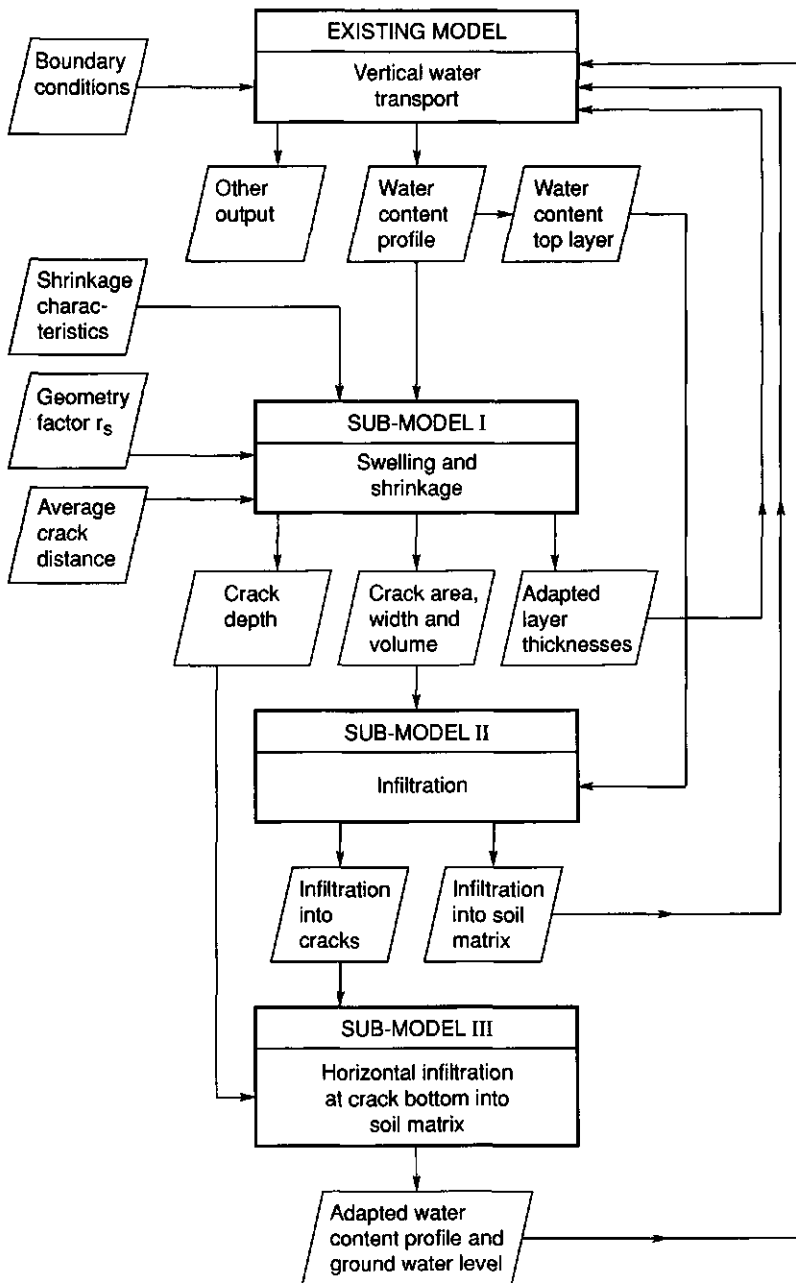 EXISTING MODEL
Vertical water
transport
Boundary
conditions
Other
output
Water
content
profile
Water
content
top layer
Shrinkage
charac-
teristics
Geometry
factor rs
Average
crack
distance
SUB-MODEL I
Swelling and
shrinkage
Crack
depth
Crack area,
width and
volume
Adapted
layer
thicknesses
SUB-MODEL II
Infiltration
Infiltration
into
cracks
Infiltration
into soil
matrix
SUB-MODEL III
Horizontal infiltration
at crack bottom into
soil matrix
Adapted water
content profile and
ground water level